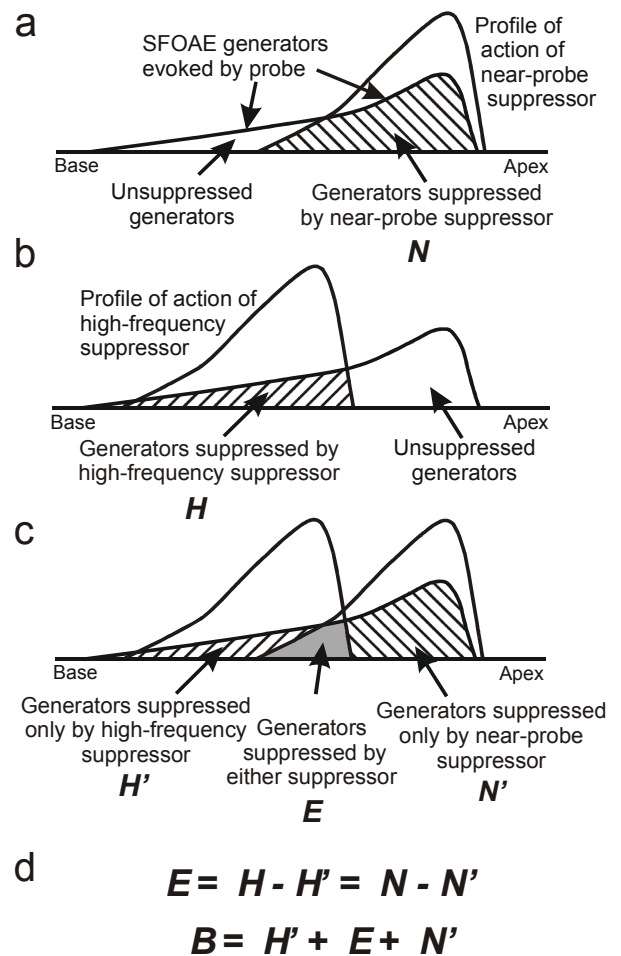 a
SFOAE generators
evoked by probe
Profile of
action of
near-probe
suppressor
Base
Apex
Unsuppressed
generators
Generators suppressed
by near-probe suppressor
N
b
Profile of action of
high-frequency
suppressor
Base
Apex
Generators suppressed by
high-frequency suppressor
H
Unsuppressed
generators
c
Base
Apex
Generators suppressed
only by high-frequency
suppressor
H’
Generators
suppressed by
either suppressor
E
Generators suppressed
only by near-probe
suppressor
N’
d
E = H - H’ = N - N’
B = H’ + E + N’